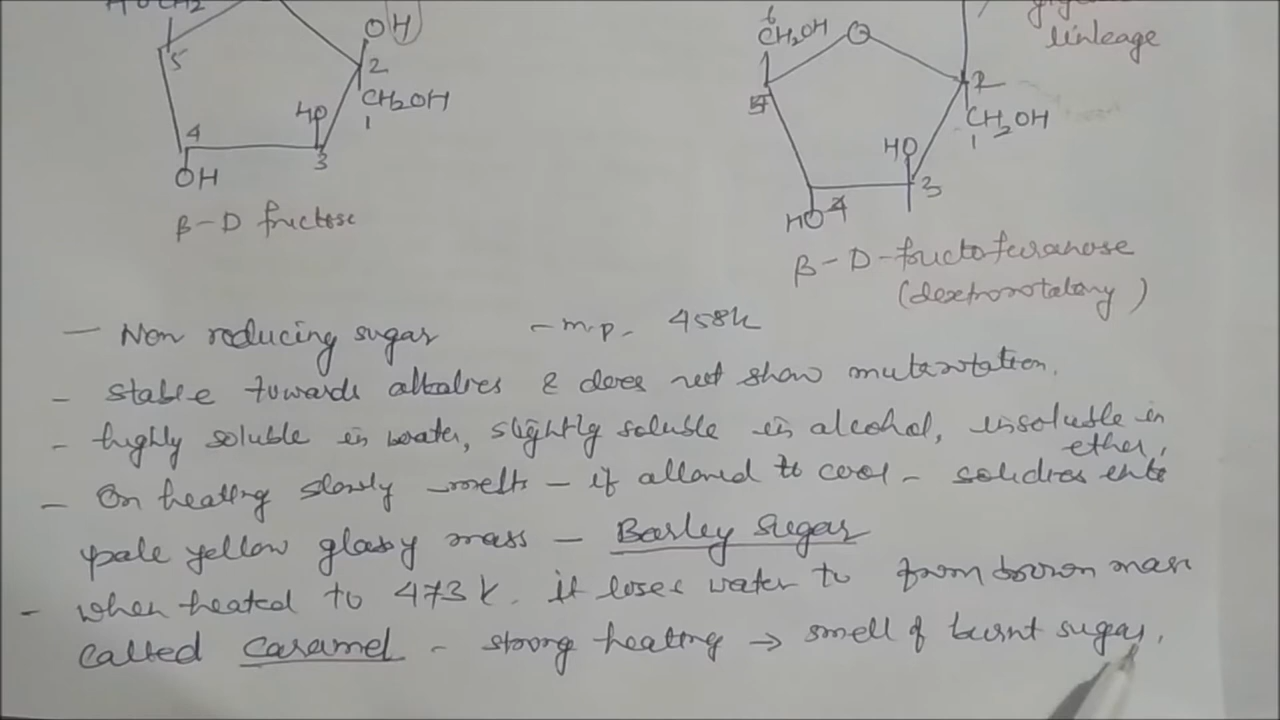 HOCH2
OH
5
2
CH2OH
1
HO
4
3
OH
β-D fructose
6
CH2OH
O
linkage
5
2
CH2OH
1
HO
3
4
HO
β-D-fructofuranose
(dextrorotatory)
- Non reducing sugar - m.p. 458K
- stable towards alkalies & does not show mutarotation.
- highly soluble in water, slightly soluble in alcohol, insoluble in
ether,
- On heating slowly - melts - if allowed to cool - solidies into
pale yellow glassy mass - Barley sugar
- when heated to 473K. it loses water to form brown mass
called Caramel - strong heating → smell of burnt sugar.